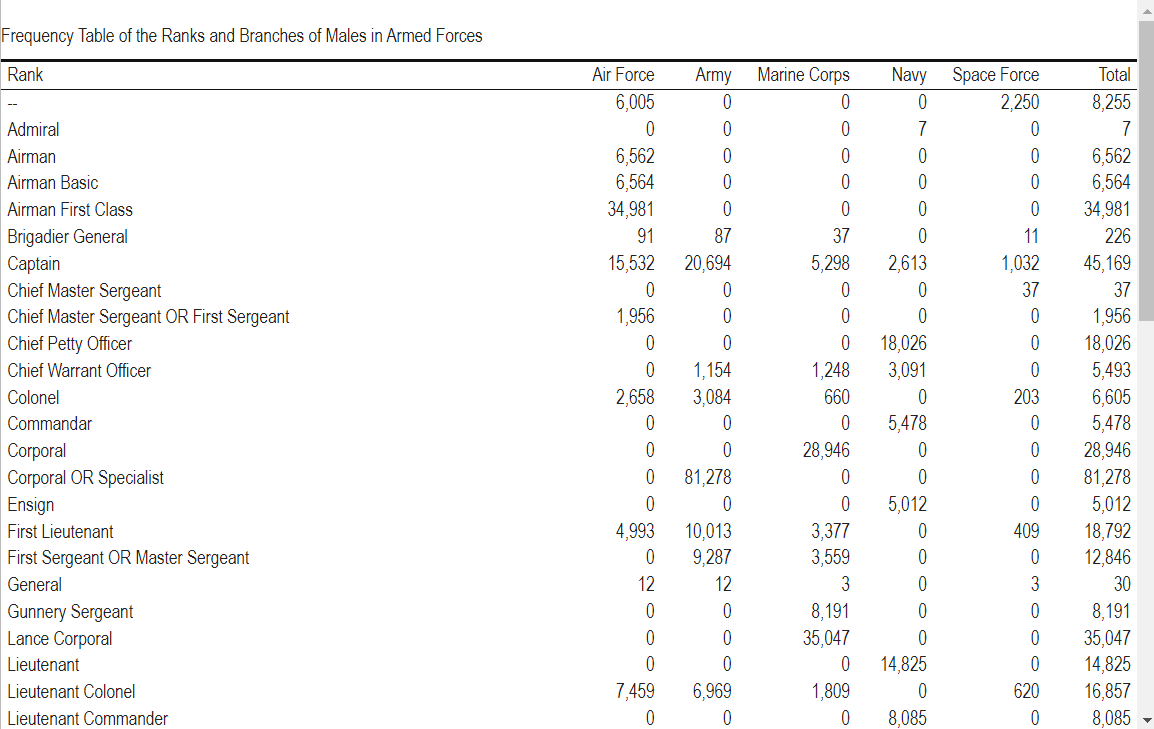 Frequency Table of the Ranks and Branches of Males in Armed Forces
Rank Air Force Army Marine Corps Navy Space Force Total
-- 6,005 0 0 0 2,250 8,255
Admiral 0 0 0 7 0 7
Airman 6,562 0 0 0 0 6,562
Airman Basic 6,564 0 0 0 0 6,564
Airman First Class 34,981 0 0 0 0 34,981
Brigadier General 91 87 37 0 11 226
Captain 15,532 20,694 5,298 2,613 1,032 45,169
Chief Master Sergeant 0 0 0 0 37 37
Chief Master Sergeant OR First Sergeant 1,956 0 0 0 0 1,956
Chief Petty Officer 0 0 0 18,026 0 18,026
Chief Warrant Officer 0 1,154 1,248 3,091 0 5,493
Colonel 2,658 3,084 660 0 203 6,605
Commandar 0 0 0 5,478 0 5,478
Corporal 0 0 28,946 0 0 28,946
Corporal OR Specialist 0 81,278 0 0 0 81,278
Ensign 0 0 0 5,012 0 5,012
First Lieutenant 4,993 10,013 3,377 0 409 18,792
First Sergeant OR Master Sergeant 0 9,287 3,559 0 0 12,846
General 12 12 3 0 3 30
Gunnery Sergeant 0 0 8,191 0 0 8,191
Lance Corporal 0 0 35,047 0 0 35,047
Lieutenant 0 0 0 14,825 0 14,825
Lieutenant Colonel 7,459 6,969 1,809 0 620 16,857
Lieutenant Commander 0 0 0 8,085 0 8,085